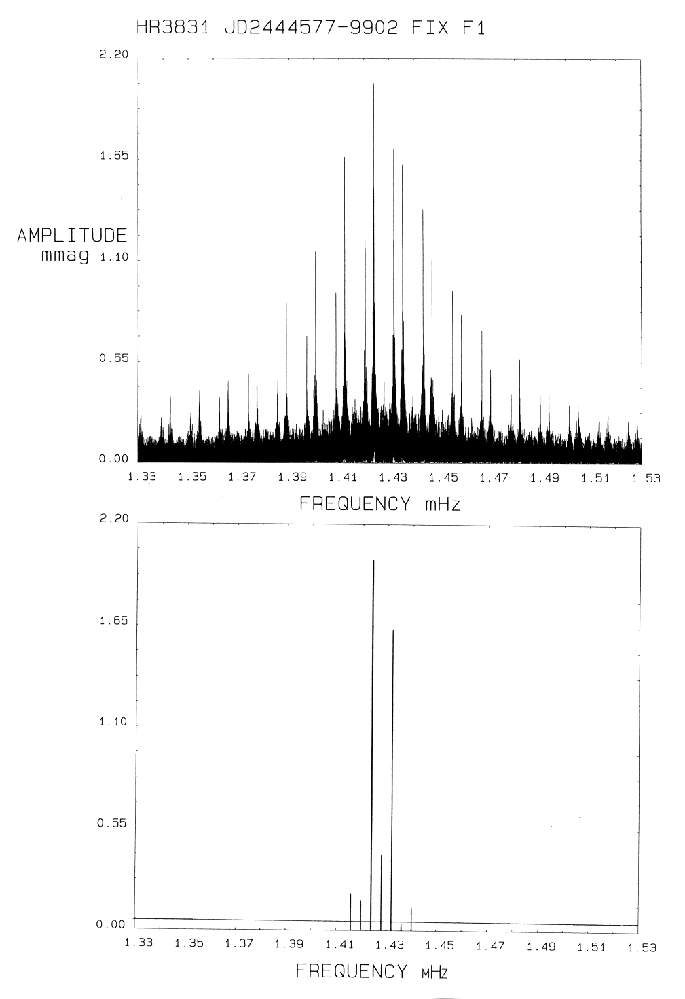 HR3831 JD2444577-9902 FIX F1
2.20
1.65
AMPLITUDE
mmag 1.10
0.55
0.00
1.33 1.35 1.37 1.39 1.41 1.43 1.45 1.47 1.49 1.51 1.53
FREQUENCY mHz
2.20
1.65
1.10
0.55
0.00
1.33 1.35 1.37 1.39 1.41 1.43 1.45 1.47 1.49 1.51 1.53
FREQUENCY MHz